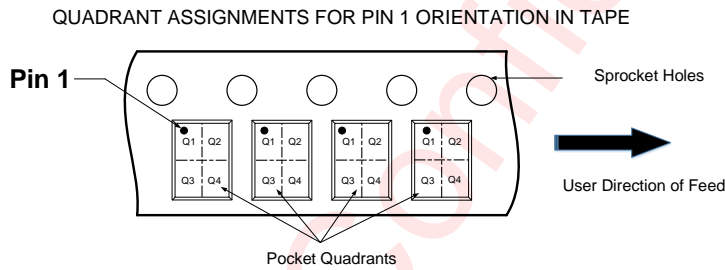 QUADRANT ASSIGNMENTS FOR PIN 1 ORIENTATION IN TAPE
Pin 1
Sprocket Holes
Q1 Q2 Q1 Q2 Q1 Q2 Q1 Q2
Q3 Q4 Q3 Q4 Q3 Q4 Q3 Q4
User Direction of Feed
Pocket Quadrants